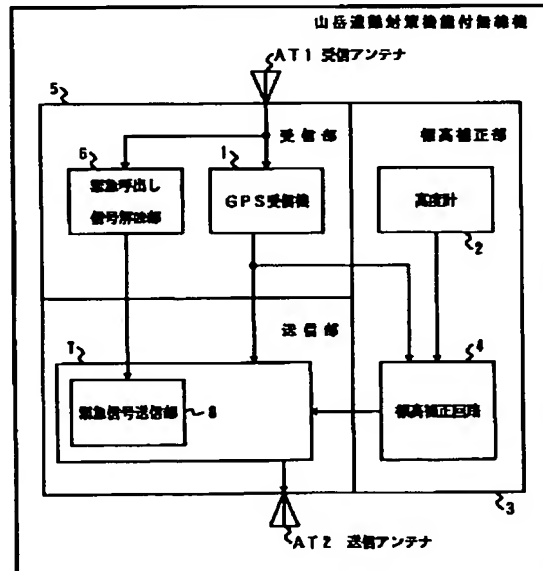 山岳遭難対策機能付無線機
AT1 受信アンテナ
5
受信部
標高補正部
6
1
緊急呼出し
信号解読部
GPS受信機
高度計
2
送信部
7
4
緊急信号送信部
8
標高補正回路
3
AT2 送信アンテナ